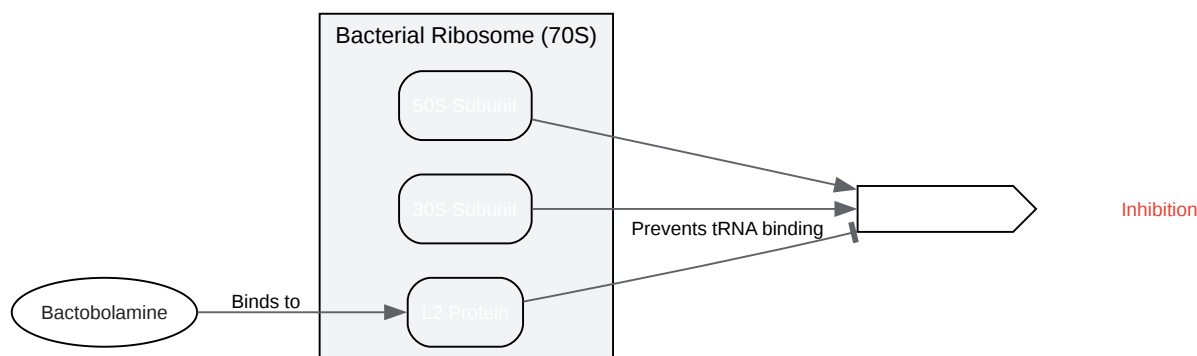 Bacterial Ribosome (70S)
50S Subunit
30S Subunit
Prevents tRNA binding
Inhibition
Bactobolamine
Binds to
L2 Protein